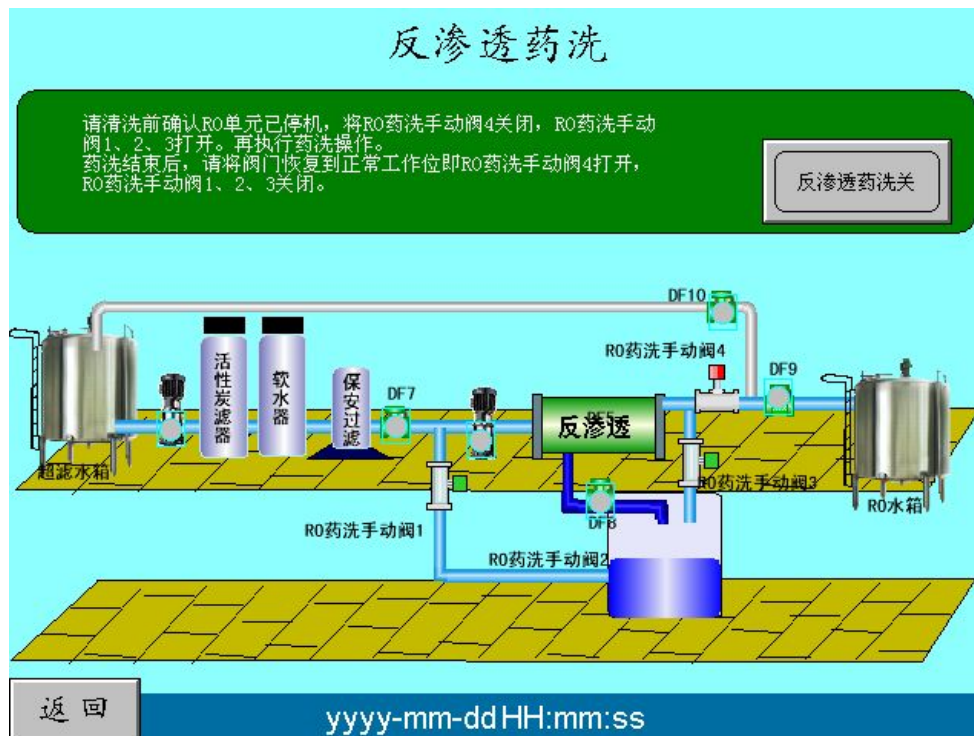 反渗透药洗
请清洗前确认RO单元已停机，将RO药洗手动阀4关闭，RO药洗手动
阀1、2、3打开。再执行药洗操作。
药洗结束后，请将阀门恢复到正常工作位即RO药洗手动阀4打开，
RO药洗手动阀1、2、3关闭。
反渗透药洗关
DF10
RO药洗手动阀4
DF9
活性炭滤器
软水器
保安过滤
DF7
DF5
反渗透
超滤水箱
RO药洗手动阀3
RO水箱
DF8
RO药洗手动阀1
RO药洗手动阀2
返回
yyyy-mm-ddHH:mm:ss